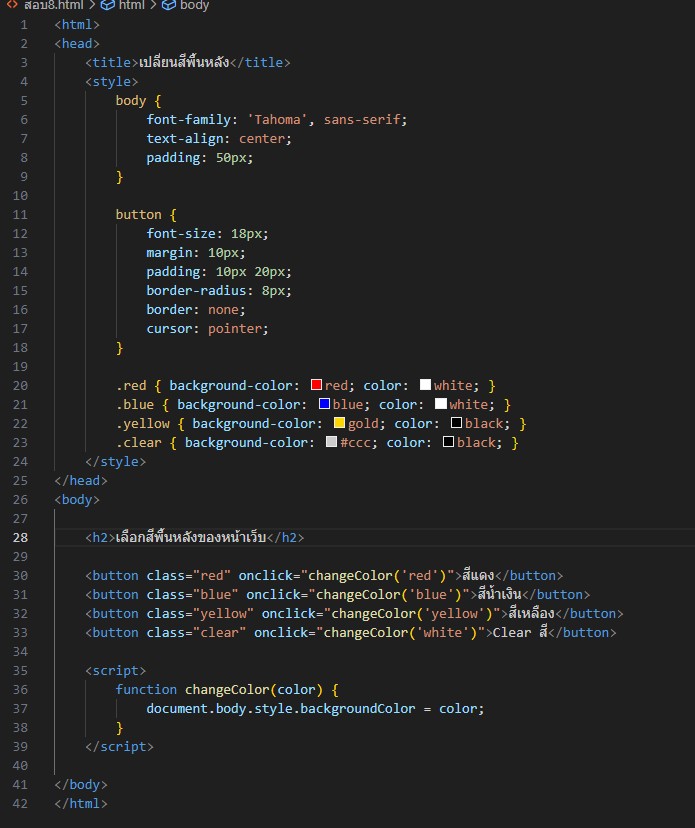 สอบ8.html > html > body
1 <html>
2 <head>
3 <title>เปลี่ยนสีพื้นหลัง</title>
4 <style>
5 body {
6 font-family: 'Tahoma', sans-serif;
7 text-align: center;
8 padding: 50px;
9 }
10
11 button {
12 font-size: 18px;
13 margin: 10px;
14 padding: 10px 20px;
15 border-radius: 8px;
16 border: none;
17 cursor: pointer;
18 }
19
20 .red { background-color: red; color: white; }
21 .blue { background-color: blue; color: white; }
22 .yellow { background-color: gold; color: black; }
23 .clear { background-color: #ccc; color: black; }
24 </style>
25 </head>
26 <body>
27
28 <h2>เลือกสีพื้นหลังของหน้าเว็บ</h2>
29
30 <button class="red" onclick="changeColor('red')">สีแดง</button>
31 <button class="blue" onclick="changeColor('blue')">สีน้ำเงิน</button>
32 <button class="yellow" onclick="changeColor('yellow')">สีเหลือง</button>
33 <button class="clear" onclick="changeColor('white')">Clear สี</button>
34
35 <script>
36 function changeColor(color) {
37 document.body.style.backgroundColor = color;
38 }
39 </script>
40
41 </body>
42 </html>